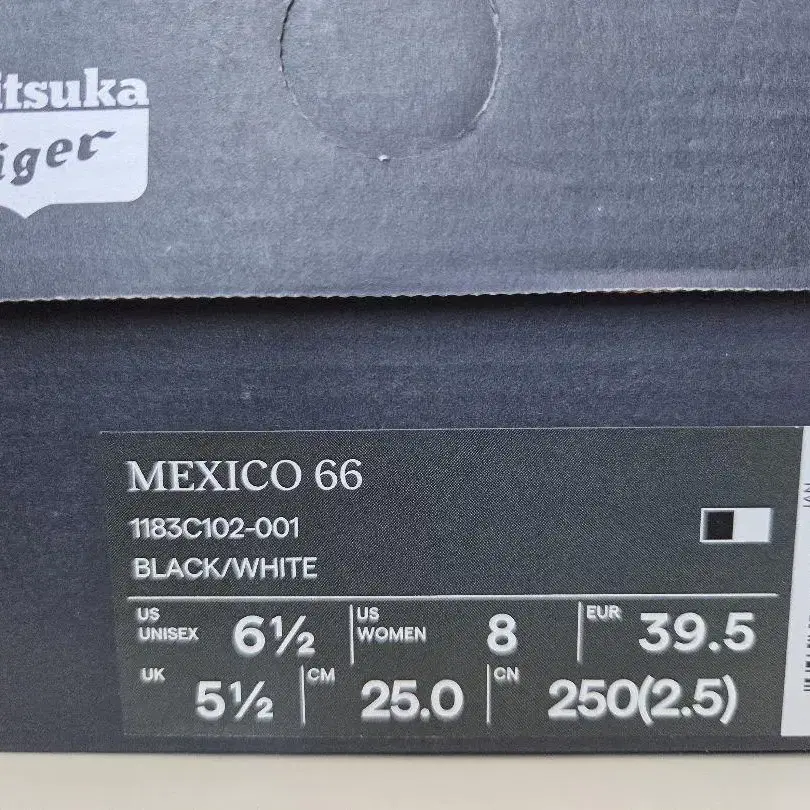 itsuka
iger
MEXICO 66
1183C102-001
BLACK/WHITE
US UNISEX 6½ US WOMEN 8 EUR 39.5
UK 5½ CM 25.0 CN 250(2.5)